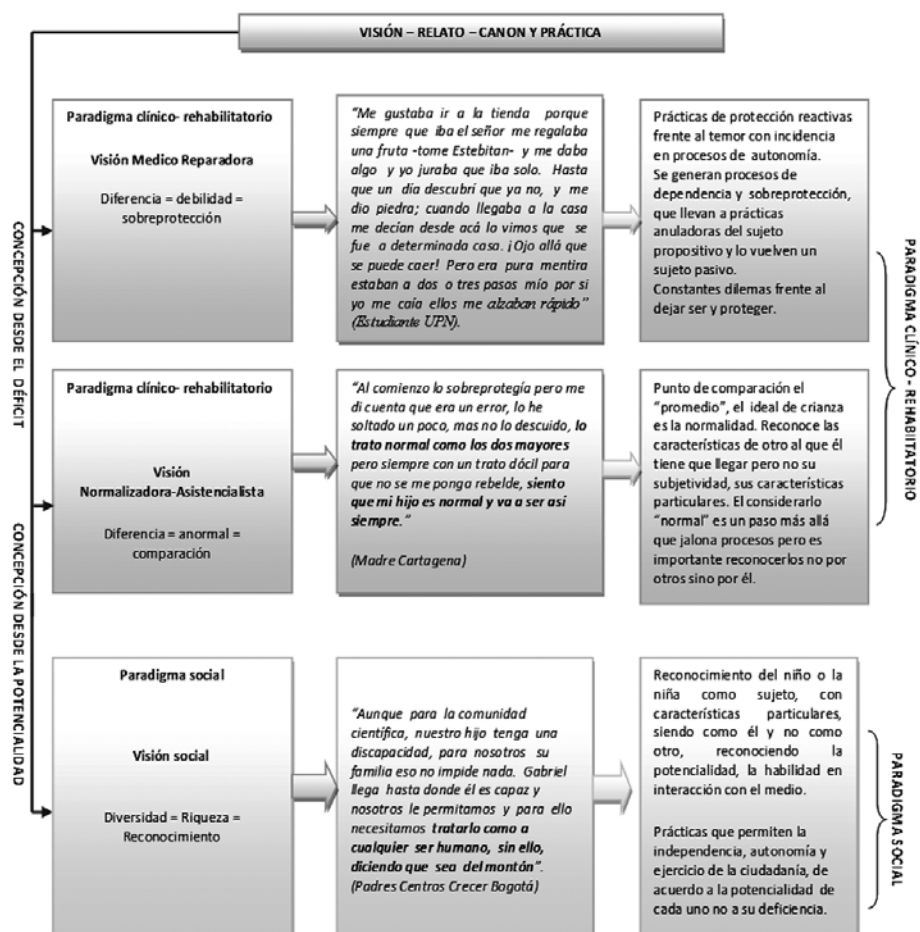 VISIÓN – RELATO – CANON Y PRÁCTICA
CONCEPCIÓN DESDE EL DÉFICIT
Paradigma clínico- rehabilitatorio
Visión Medico Reparadora
Diferencia = debilidad =
sobreprotección
“Me gustaba ir a la tienda porque
siempre que iba el señor me regalaba
una fruta -tome Estebitan- y me daba
algo y yo juraba que iba solo. Hasta
que un día descubrí que ya no, y me
dio piedra; cuando llegaba a la casa
me decían desde acá lo vimos que se
fue a determinada casa. ¡Ojo allá que
se puede caer! Pero era pura mentira
estaban a dos o tres pasos mío por si
yo me caía ellos me alzaban rápido”
(Estudiante UPN).
Prácticas de protección reactivas
frente al temor con incidencia
en procesos de autonomía.
Se generan procesos de
dependencia y sobreprotección,
que llevan a prácticas
anuladoras del sujeto
propositivo y lo vuelven un
sujeto pasivo.
Constantes dilemas frente al
dejar ser y proteger.
Paradigma clínico- rehabilitatorio
Visión
Normalizadora-Asistencialista
Diferencia = anormal =
comparación
“Al comienzo lo sobreprotegía pero me
di cuenta que era un error, lo he
soltado un poco, mas no lo descuido, lo
trato normal como los dos mayores
pero siempre con un trato dócil para
que no se me ponga rebelde, siento
que mi hijo es normal y va a ser así
siempre.”
(Madre Cartagena)
Punto de comparación el
“promedio”, el ideal de crianza
es la normalidad. Reconoce las
características de otro al que él
tiene que llegar pero no su
subjetividad, sus características
particulares. El considerarlo
“normal” es un paso más allá
que jalona procesos pero es
importante reconocerlos no por
otros sino por él.
PARADIGMA CLÍNICO - REHABIITATORIO
CONCEPCIÓN DESDE LA POTENCIALIDAD
Paradigma social
Visión social
Diversidad = Riqueza =
Reconocimiento
“Aunque para la comunidad
científica, nuestro hijo tenga una
discapacidad, para nosotros su
familia eso no impide nada. Gabriel
llega hasta donde él es capaz y
nosotros le permitamos y para ello
necesitamos tratarlo como a
cualquier ser humano, sin ello,
diciendo que sea del montón”.
(Padres Centros Crecer Bogotá)
Reconocimiento del niño o la
niña como sujeto, con
características particulares,
siendo como él y no como
otro, reconociendo la
potencialidad, la habilidad en
interacción con el medio.
Prácticas que permiten la
independencia, autonomía y
ejercicio de la ciudadanía, de
acuerdo a la potencialidad de
cada uno no a su deficiencia.
PARADIGMA SOCIAL